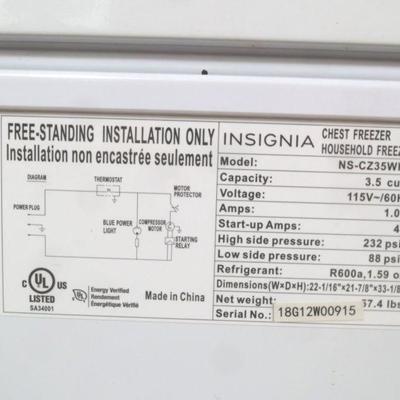 FREE-STANDING INSTALLATION ONLY
Installation non encastrée seulement
DIAGRAM
THERMOSTAT
MOTOR PROTECTOR
POWER PLUG
BLUE POWER LIGHT
COMPRESSOR MOTOR
STARTING RELAY
C UL US
LISTED
SA34001
UL
Energy Verified
Rendement
Énergétique Vérifié
Made in China
INSIGNIA
CHEST FREEZER
HOUSEHOLD FREEZ
Model: NS-CZ35W
Capacity: 3.5 cu
Voltage: 115V~/60H
Amps: 1.0
Start-up Amps: 4
High side pressure: 232 psi
Low side pressure: 88 psi
Refrigerant: R600a, 1.59 o
Dimensions(W×D×H): 22-1/16"×21-7/8"×33-1/8
Net weight: 57.4 lbs
Serial No.: 18G12W00915